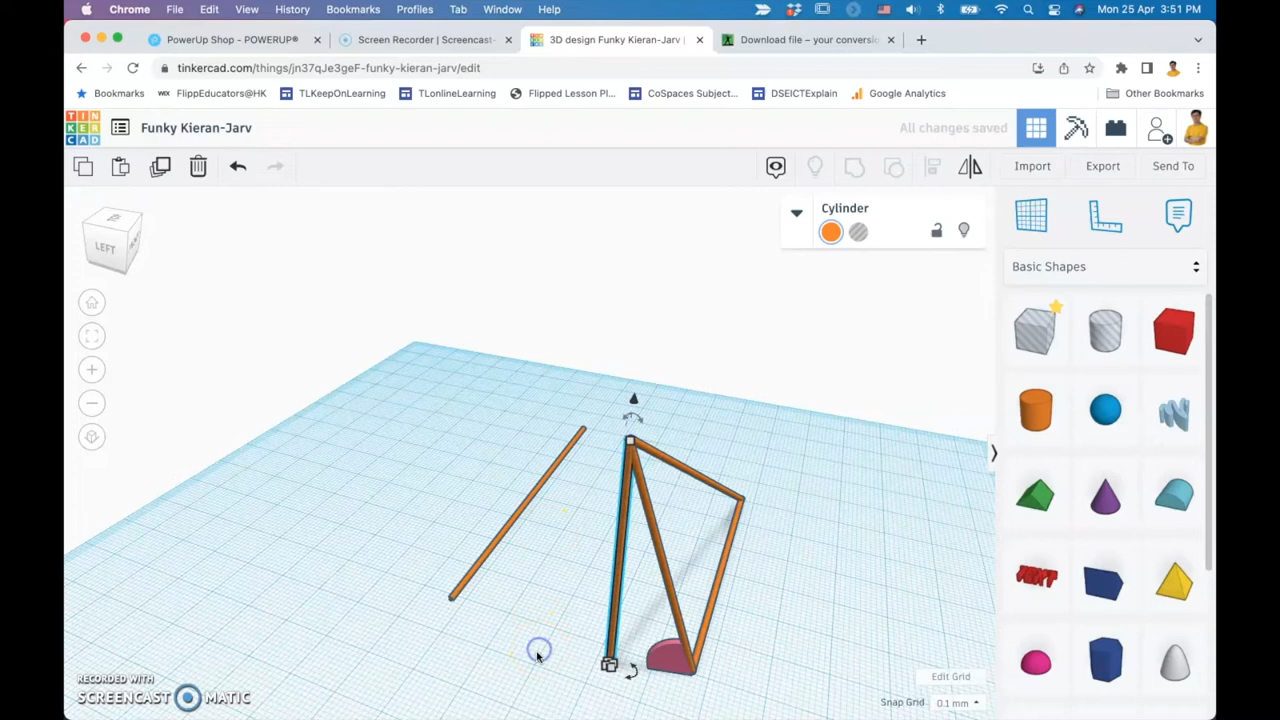 Chrome File Edit View History Bookmarks Profiles Tab Window Help Mon 25 Apr 3:51 PM
PowerUp Shop - POWERUP® Screen Recorder | Screencast- 3D design Funky Kieran-Jarv | Download file – your conversi
tinkercad.com/things/jn37qJe3geF-funky-kieran-jarv/edit
Bookmarks WIX FlippEducators@HK TLKeepOnLearning TLonlineLearning Flipped Lesson Pl... CoSpaces Subject... DSEICTExplain Google Analytics Other Bookmarks
TIN
KER
CAD
Funky Kieran-Jarv All changes saved
Import Export Send To
Cylinder
LEFT
Basic Shapes
TEXT
Edit Grid
Snap Grid 0.1 mm
RECORDED WITH
SCREENCAST MATIC